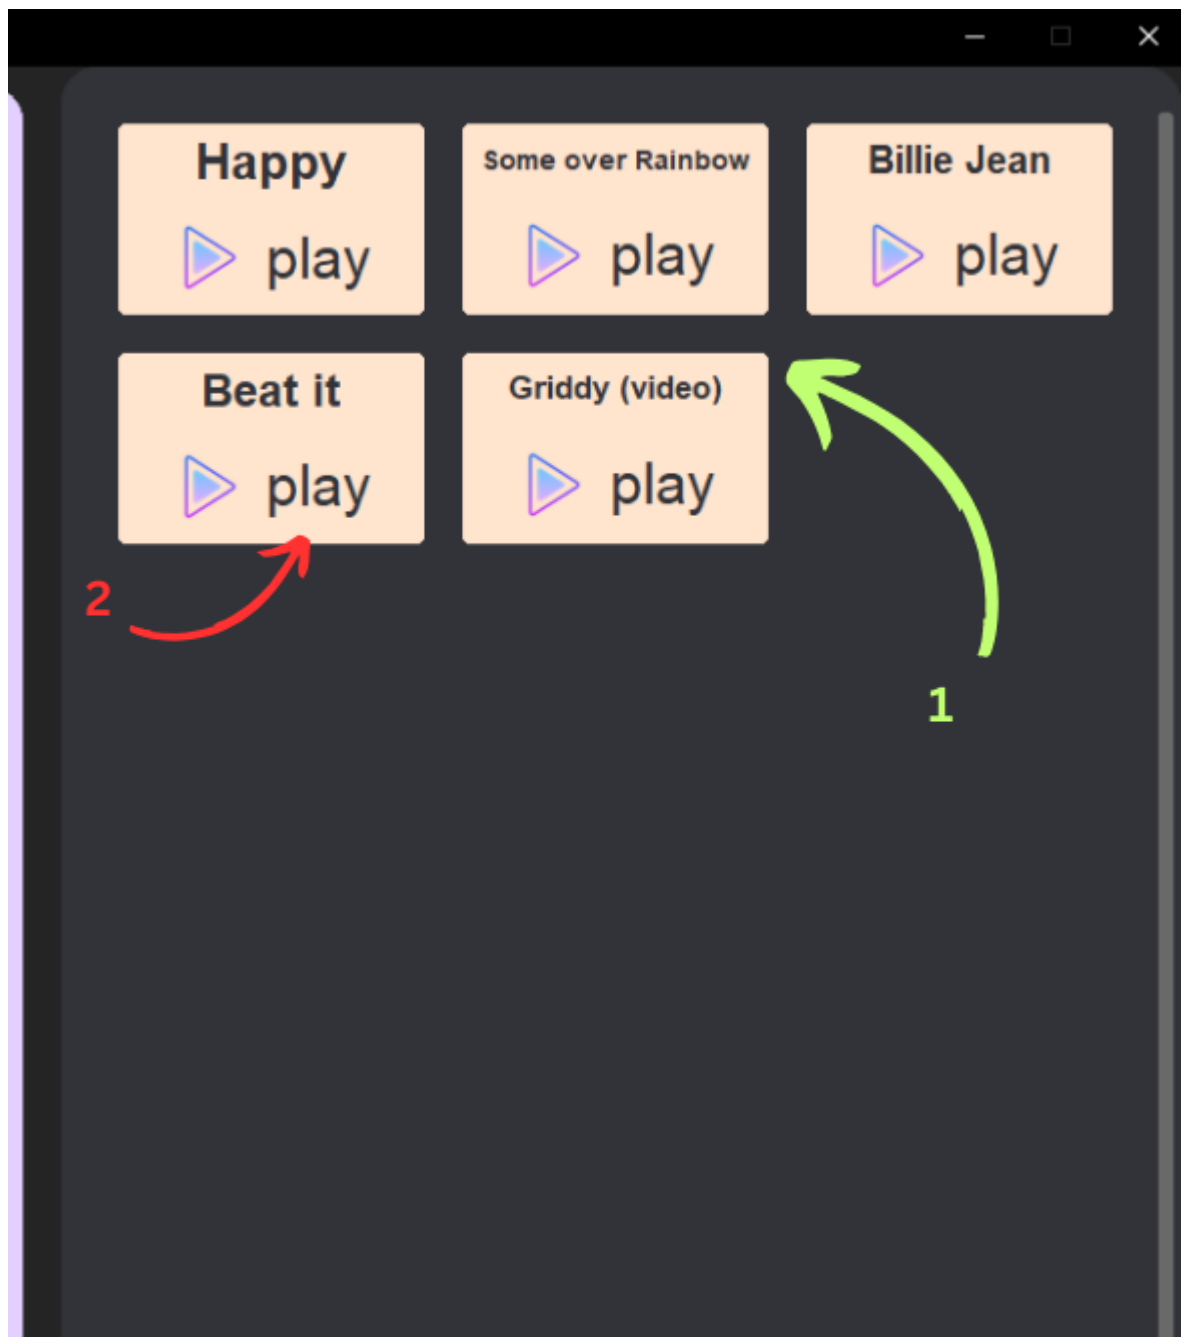 Happy
Some over Rainbow
Billie Jean
play
play
play
Beat it
Griddy (video)
play
play
2
1